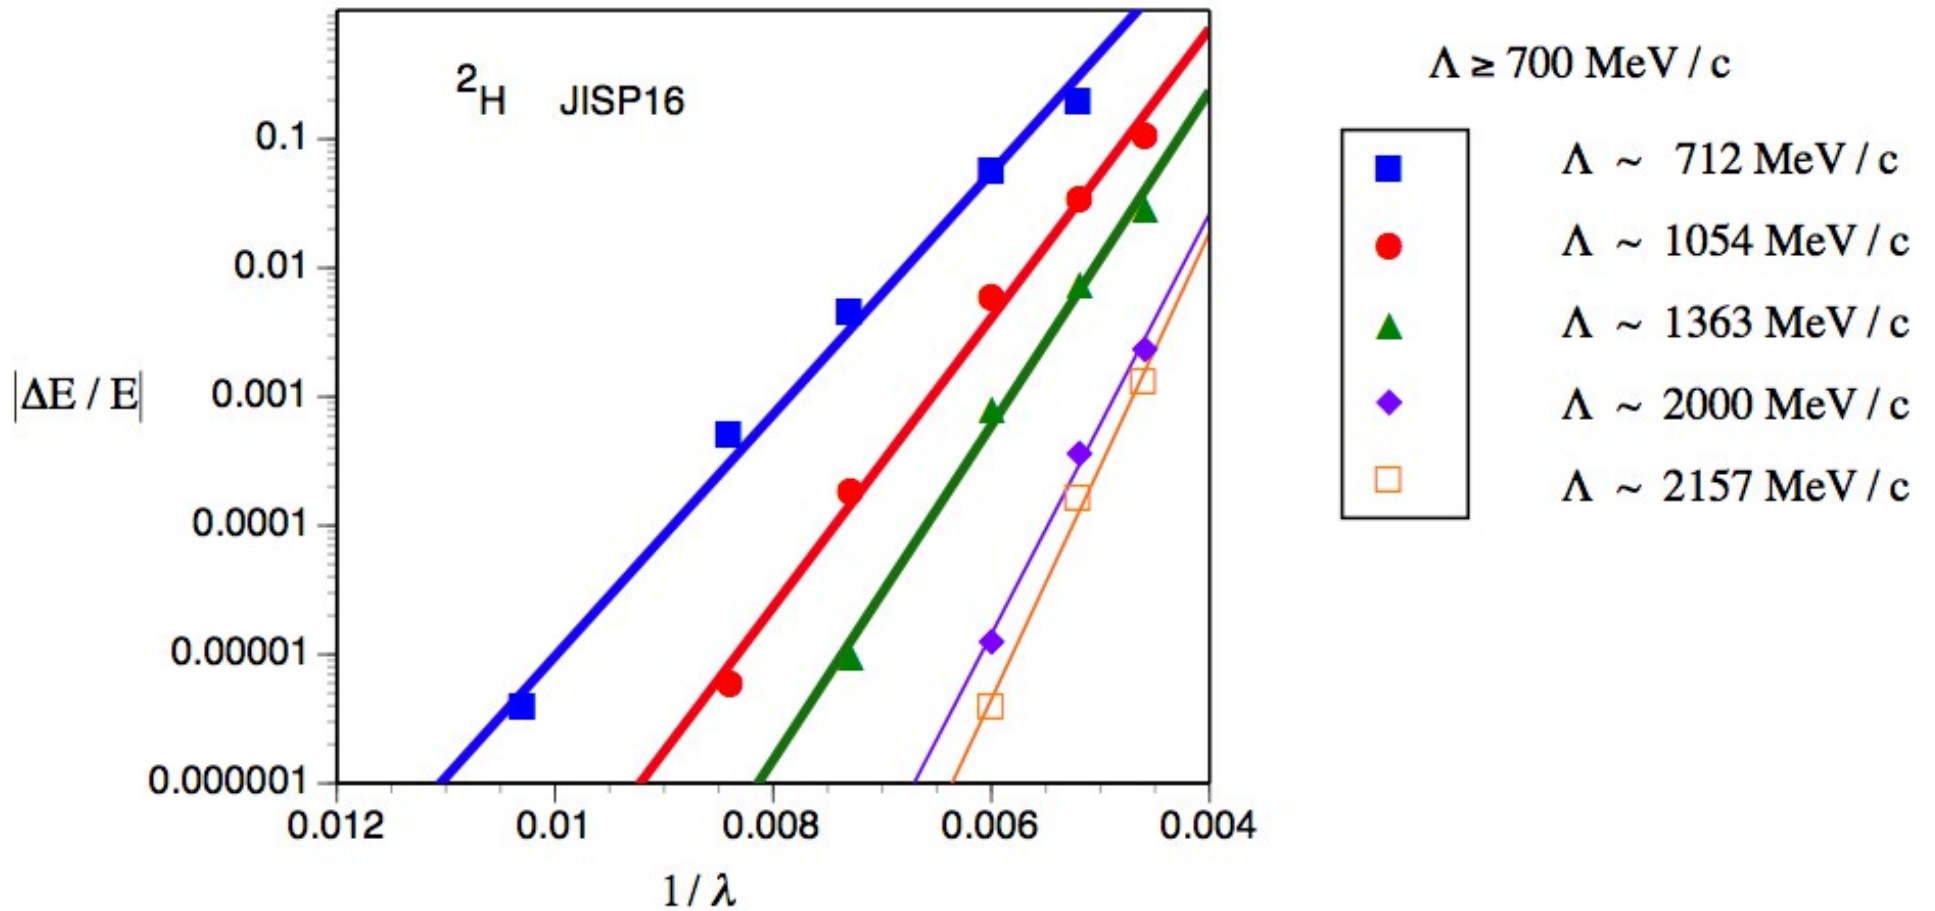 ²H JISP16
0.1
0.01
0.001
0.0001
0.00001
0.000001
|ΔE / E|
0.012 0.01 0.008 0.006 0.004
1 / λ
Λ ≥ 700 MeV / c
Λ ~ 712 MeV / c
Λ ~ 1054 MeV / c
Λ ~ 1363 MeV / c
Λ ~ 2000 MeV / c
Λ ~ 2157 MeV / c